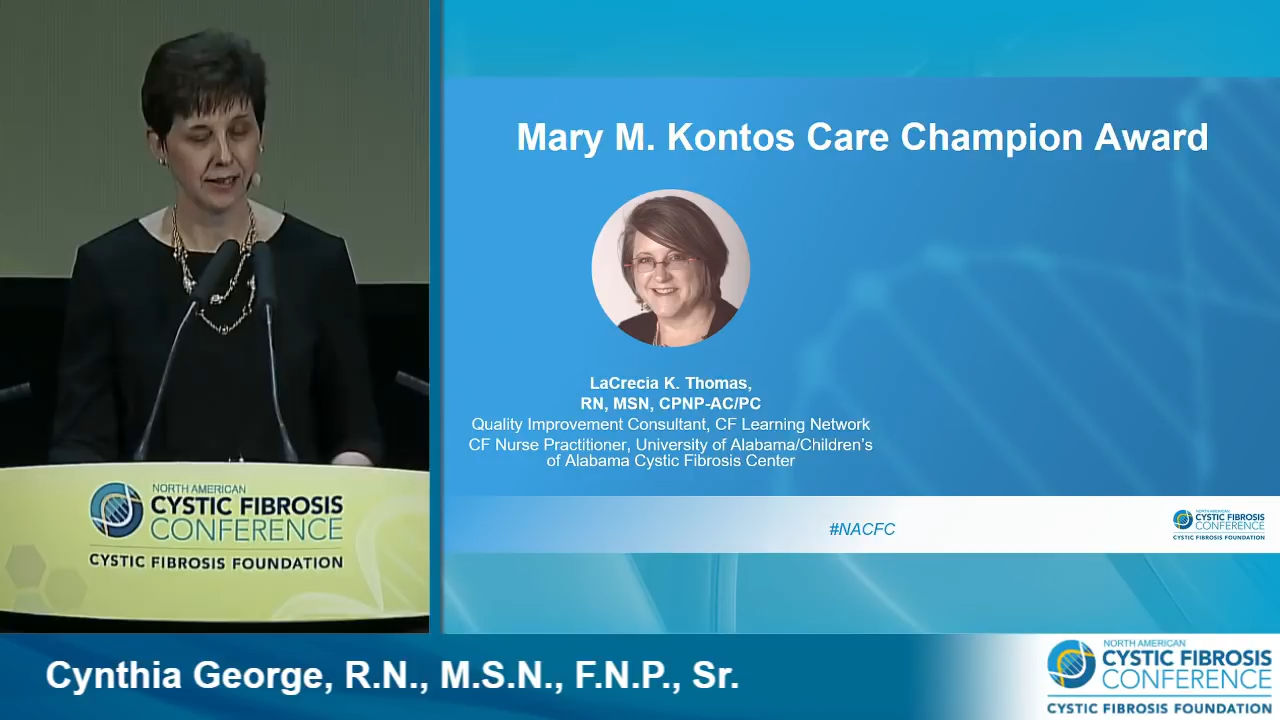 Mary M. Kontos Care Champion Award
LaCrecia K. Thomas,
RN, MSN, CPNP-AC/PC
Quality Improvement Consultant, CF Learning Network
CF Nurse Practitioner, University of Alabama/Children's
of Alabama Cystic Fibrosis Center
#NACFC
NORTH AMERICAN
CYSTIC FIBROSIS
CONFERENCE
CYSTIC FIBROSIS FOUNDATION
NORTH AMERICAN
CYSTIC FIBROSIS
CONFERENCE
CYSTIC FIBROSIS FOUNDATION
Cynthia George, R.N., M.S.N., F.N.P., Sr.
NORTH AMERICAN
CYSTIC FIBROSIS
CONFERENCE
CYSTIC FIBROSIS FOUNDATION